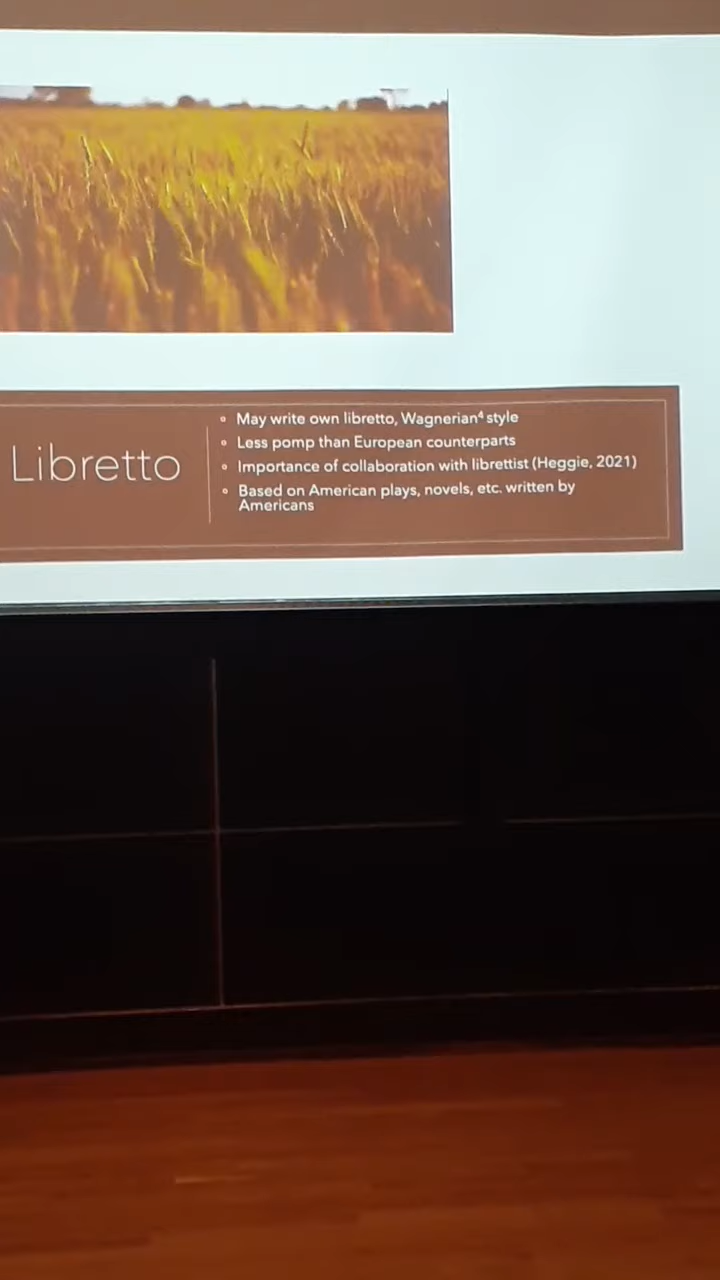 Libretto
May write own libretto, Wagnerian⁴ style
Less pomp than European counterparts
Importance of collaboration with librettist (Heggie, 2021)
Based on American plays, novels, etc. written by
Americans